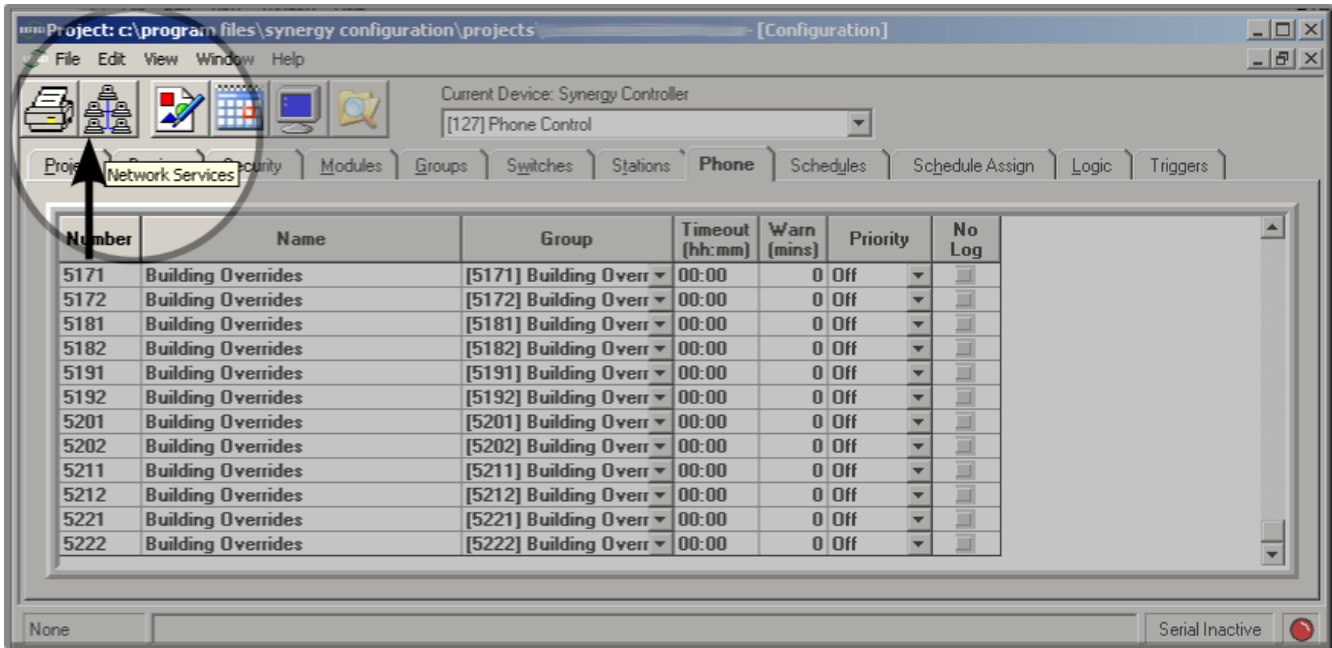 Project: c:\program files\synergy configuration\projects\ - [Configuration]
File Edit View Window Help
Current Device: Synergy Controller
[127] Phone Control
Network Services
Security Modules Groups Switches Stations Phone Schedules Schedule Assign Logic Triggers
Number Name Group Timeout (hh:mm) Warn (mins) Priority No Log
5171 Building Overrides [5171] Building Overr 00:00 0 Off
5172 Building Overrides [5172] Building Overr 00:00 0 Off
5181 Building Overrides [5181] Building Overr 00:00 0 Off
5182 Building Overrides [5182] Building Overr 00:00 0 Off
5191 Building Overrides [5191] Building Overr 00:00 0 Off
5192 Building Overrides [5192] Building Overr 00:00 0 Off
5201 Building Overrides [5201] Building Overr 00:00 0 Off
5202 Building Overrides [5202] Building Overr 00:00 0 Off
5211 Building Overrides [5211] Building Overr 00:00 0 Off
5212 Building Overrides [5212] Building Overr 00:00 0 Off
5221 Building Overrides [5221] Building Overr 00:00 0 Off
5222 Building Overrides [5222] Building Overr 00:00 0 Off
None Serial Inactive